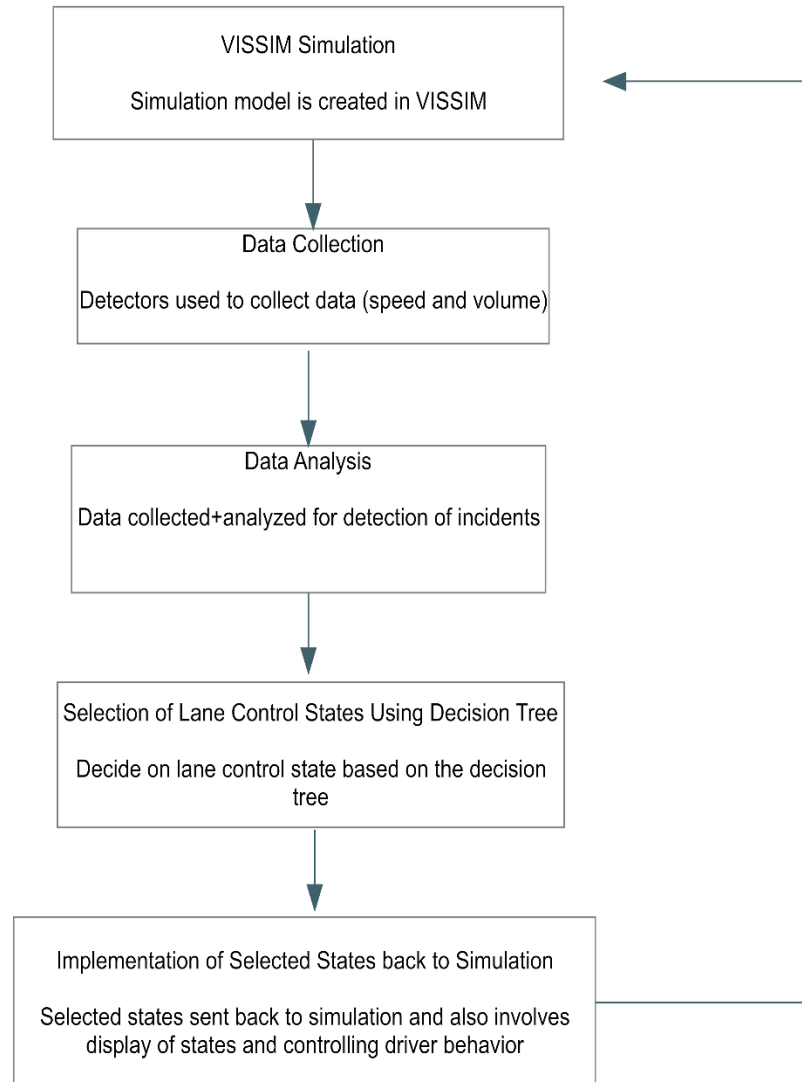 VISSIM Simulation
Simulation model is created in VISSIM
Data Collection
Detectors used to collect data (speed and volume)
Data Analysis
Data collected+analyzed for detection of incidents
Selection of Lane Control States Using Decision Tree
Decide on lane control state based on the decision
tree
Implementation of Selected States back to Simulation
Selected states sent back to simulation and also involves
display of states and controlling driver behavior